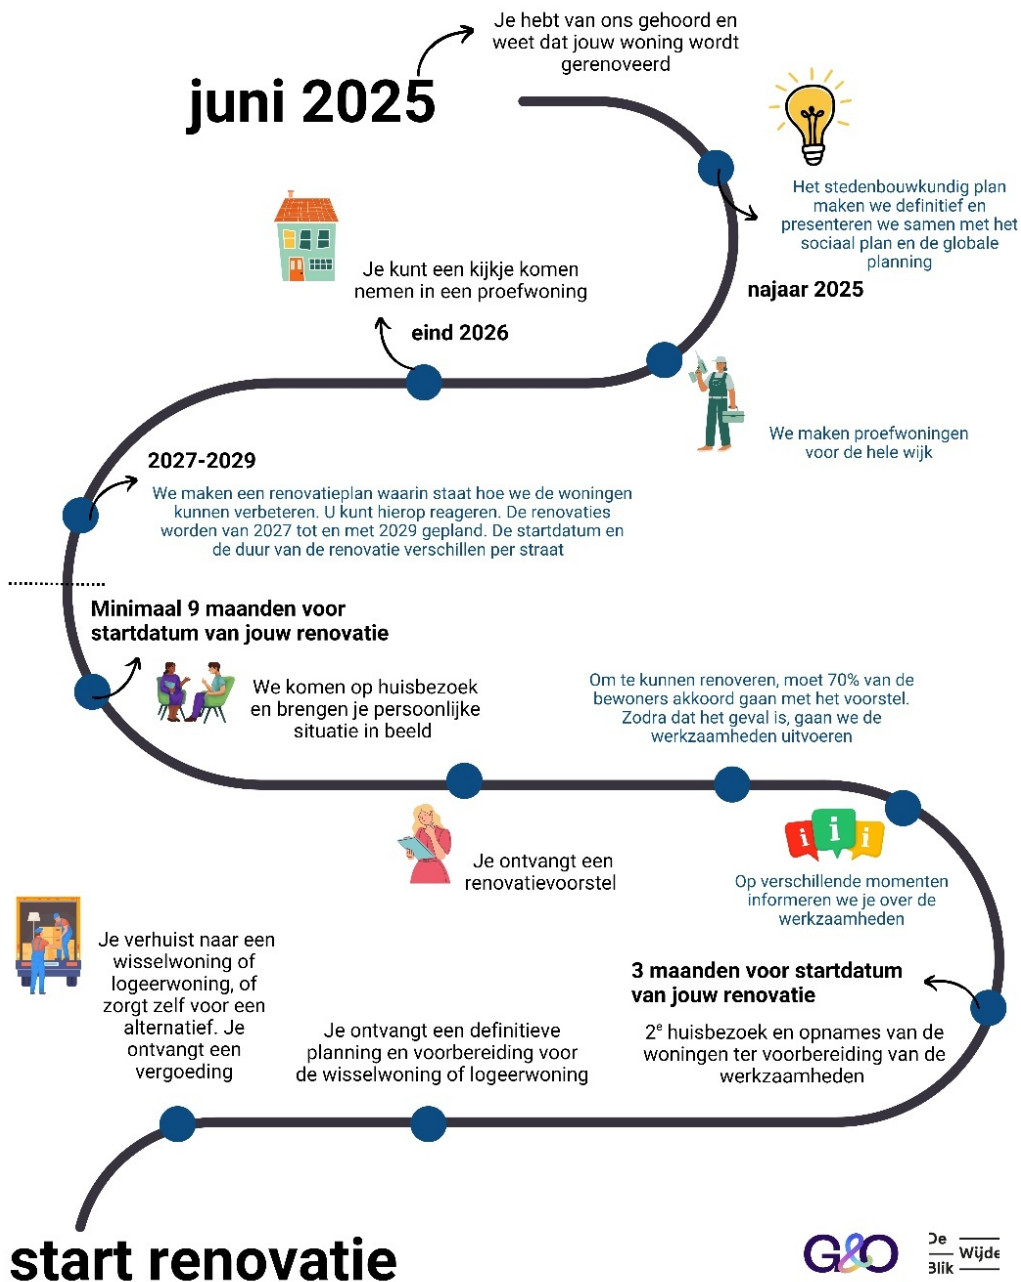 Je hebt van ons gehoord en
weet dat jouw woning wordt
gerenoveerd
juni 2025
Het stedenbouwkundig plan
maken we definitief en
presenteren we samen met het
sociaal plan en de globale
planning
najaar 2025
We maken proefwoningen
voor de hele wijk
Je kunt een kijkje komen
nemen in een proefwoning
eind 2026
2027-2029
We maken een renovatieplan waarin staat hoe we de woningen
kunnen verbeteren. U kunt hierop reageren. De renovaties
worden van 2027 tot en met 2029 gepland. De startdatum en
de duur van de renovatie verschillen per straat
Minimaal 9 maanden voor
startdatum van jouw renovatie
We komen op huisbezoek
en brengen je persoonlijke
situatie in beeld
Je ontvangt een
renovatievoorstel
Om te kunnen renoveren, moet 70% van de
bewoners akkoord gaan met het voorstel.
Zodra dat het geval is, gaan we de
werkzaamheden uitvoeren
i i i
Op verschillende momenten
informeren we je over de
werkzaamheden
3 maanden voor startdatum
van jouw renovatie
2e huisbezoek en opnames van de
woningen ter voorbereiding van de
werkzaamheden
Je ontvangt een definitieve
planning en voorbereiding voor
de wisselwoning of logeerwoning
Je verhuist naar een
wisselwoning of
logeerwoning, of
zorgt zelf voor een
alternatief. Je
ontvangt een
vergoeding
start renovatie
G&O
De
Wijde
Blik